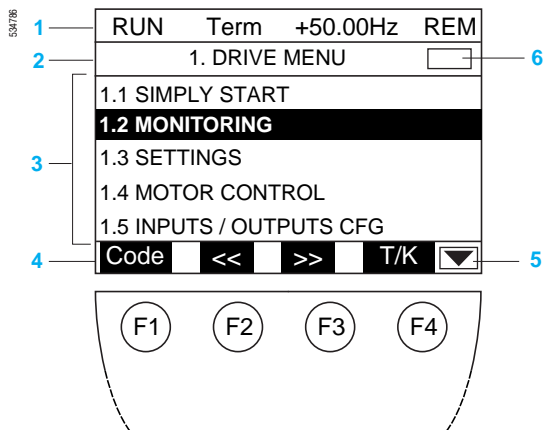 534786
1 RUN Term +50.00Hz REM
2 1. DRIVE MENU 6
1.1 SIMPLY START
1.2 MONITORING
3 1.3 SETTINGS
1.4 MOTOR CONTROL
1.5 INPUTS / OUTPUTS CFG
4 Code << >> T/K 5
F1 F2 F3 F4